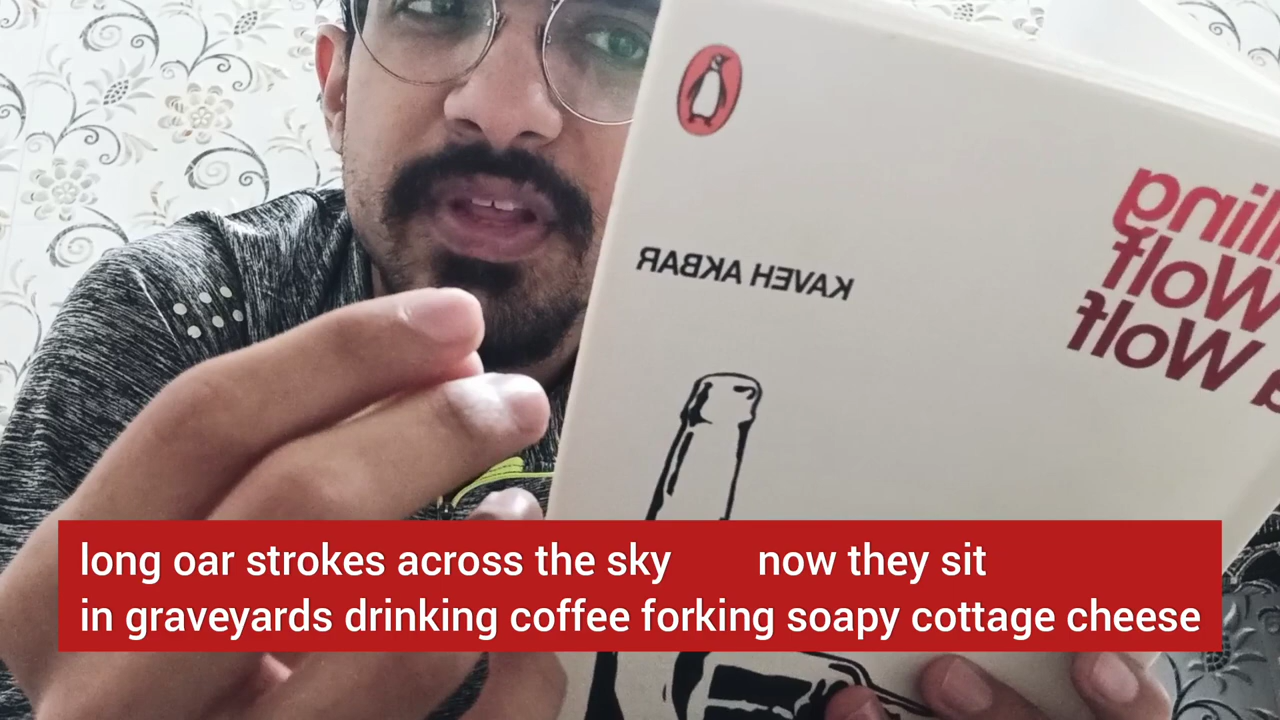 KAVEH AKBAR
lling
Wolf
a Wolf
long oar strokes across the sky now they sit
in graveyards drinking coffee forking soapy cottage cheese